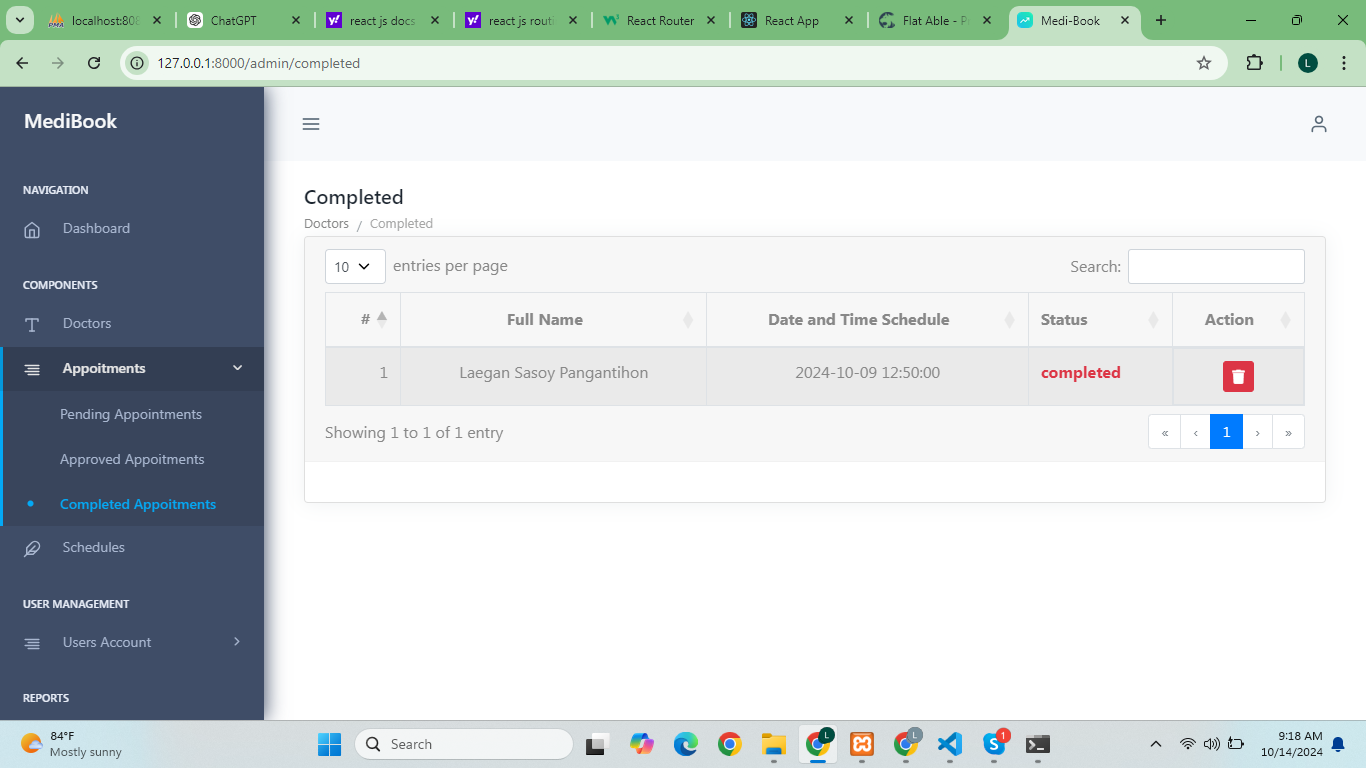 localhost:808
ChatGPT
react js docs
react js routi
React Router
React App
Flat Able - P
Medi-Book
127.0.0.1:8000/admin/completed
L
MediBook
NAVIGATION
Dashboard
COMPONENTS
Doctors
Appoitments
Pending Appointments
Approved Appoitments
Completed Appoitments
Schedules
USER MANAGEMENT
Users Account
REPORTS
Completed
Doctors / Completed
10 entries per page
Search:
# Full Name Date and Time Schedule Status Action
1 Laegan Sasoy Pangantihon 2024-10-09 12:50:00 completed
Showing 1 to 1 of 1 entry
« ‹ 1 › »
84°F
Mostly sunny
Search
L
L
1
9:18 AM
10/14/2024